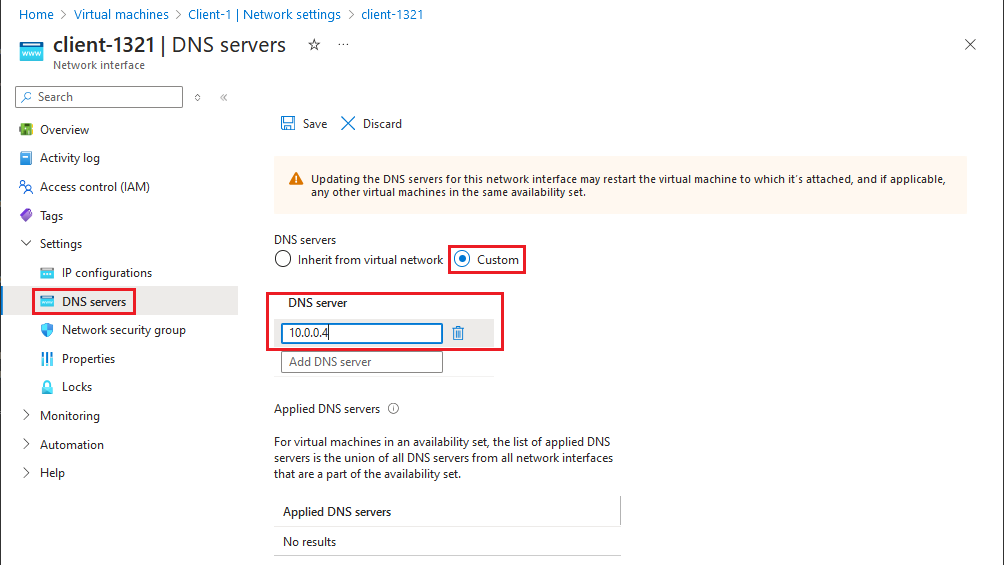 Home > Virtual machines > Client-1 | Network settings > client-1321
client-1321 | DNS servers
Network interface
Search
Overview
Activity log
Access control (IAM)
Tags
Settings
IP configurations
DNS servers
Network security group
Properties
Locks
Monitoring
Automation
Help
Save Discard
Updating the DNS servers for this network interface may restart the virtual machine to which it's attached, and if applicable,
any other virtual machines in the same availability set.
DNS servers
Inherit from virtual network Custom
DNS server
10.0.0.4
Add DNS server
Applied DNS servers
For virtual machines in an availability set, the list of applied DNS
servers is the union of all DNS servers from all network interfaces
that are a part of the availability set.
Applied DNS servers
No results